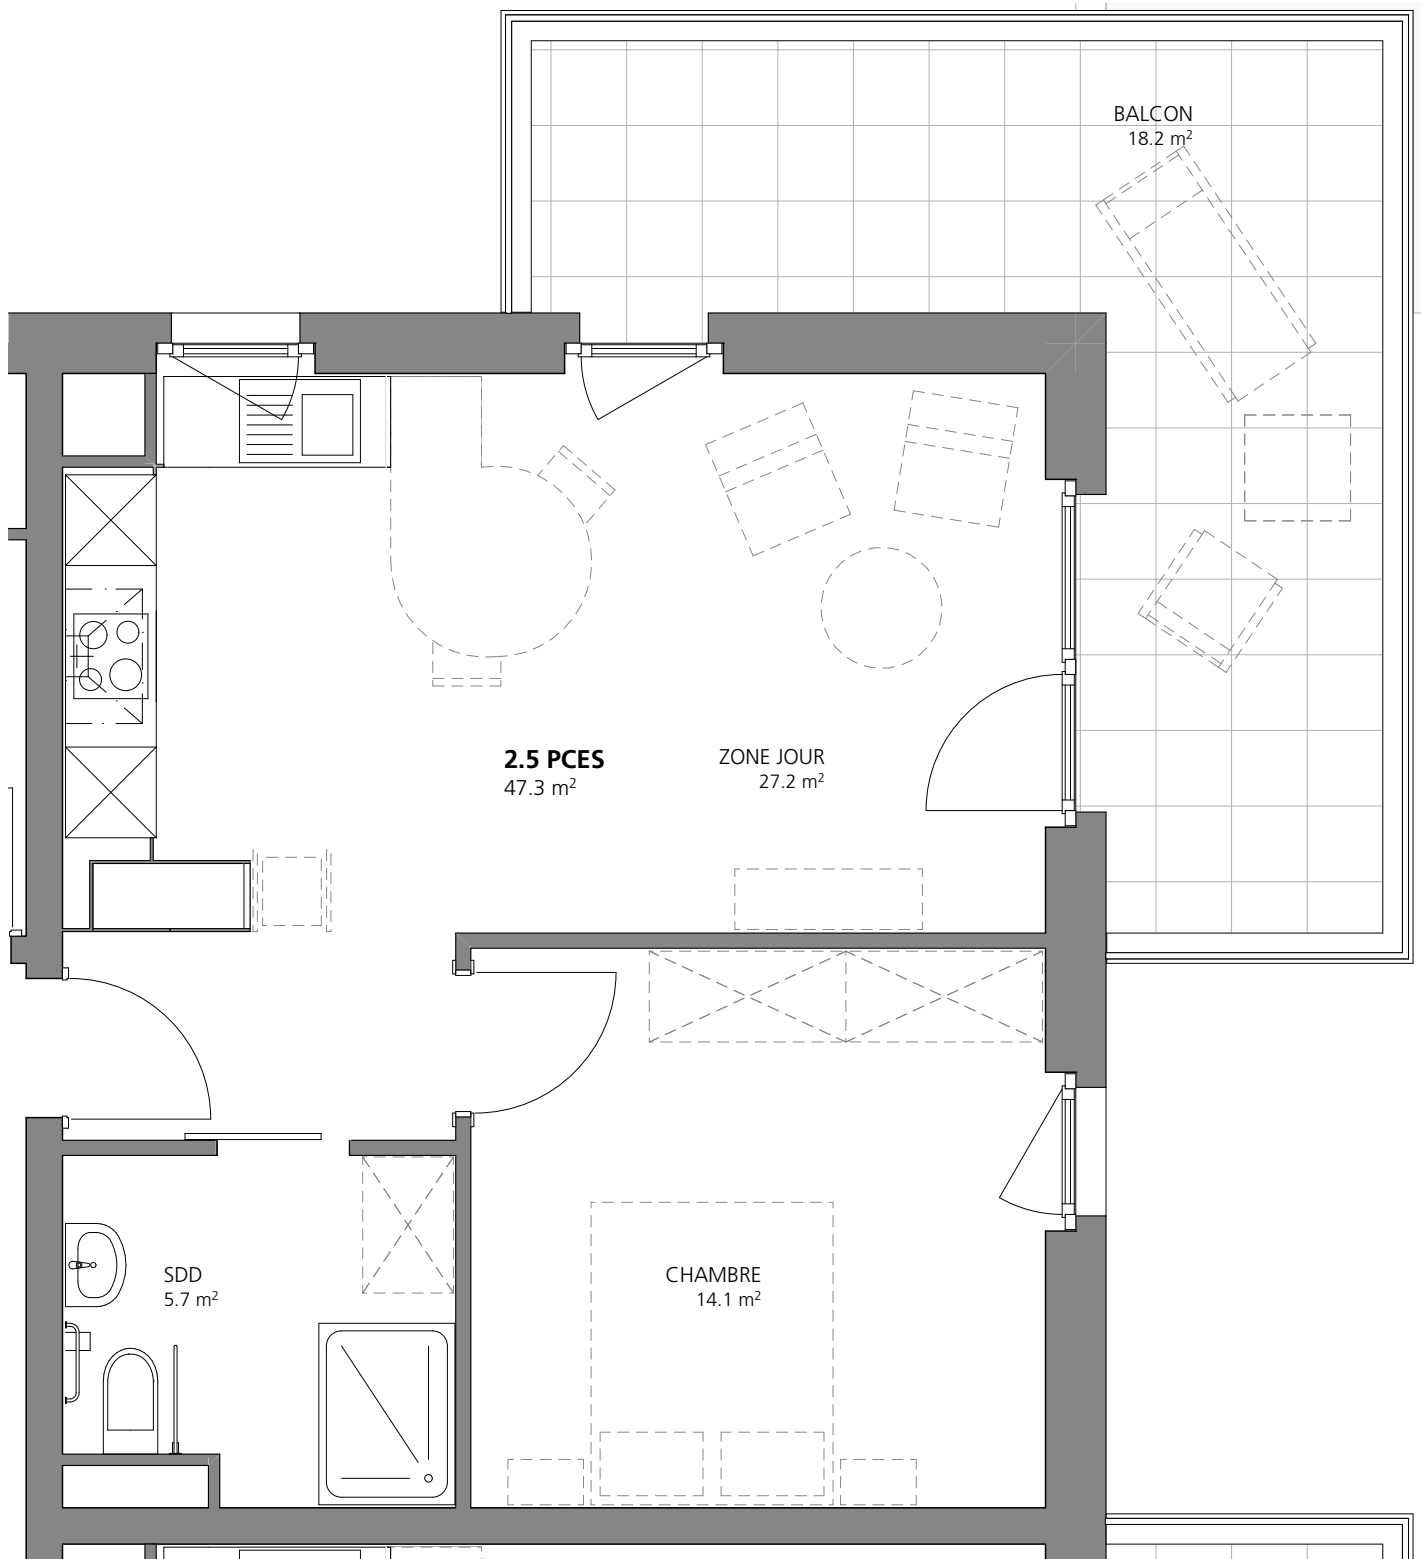 BALCON
18.2 m²
2.5 PCES
47.3 m²
ZONE JOUR
27.2 m²
SDD
5.7 m²
CHAMBRE
14.1 m²